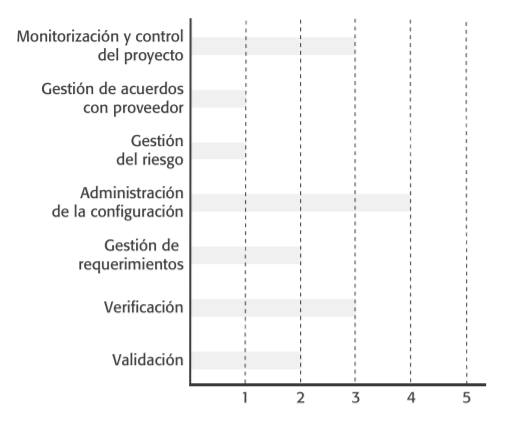 Monitorización y control
del proyecto
Gestión de acuerdos
con proveedor
Gestión
del riesgo
Administración
de la configuración
Gestión de
requerimientos
Verificación
Validación
1 2 3 4 5